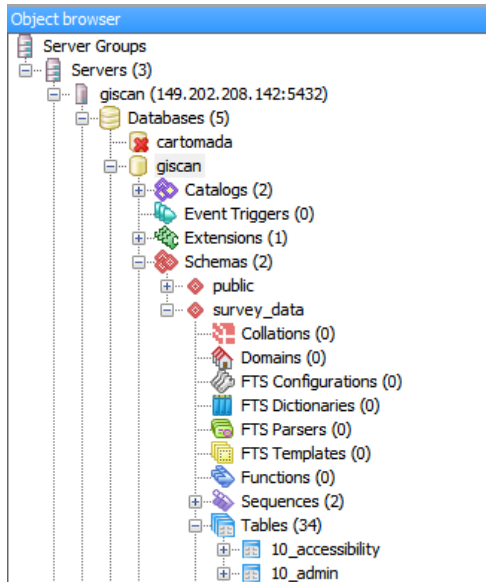 Object browser
Server Groups
Servers (3)
giscan (149.202.208.142:5432)
Databases (5)
cartomada
giscan
Catalogs (2)
Event Triggers (0)
Extensions (1)
Schemas (2)
public
survey_data
Collations (0)
Domains (0)
FTS Configurations (0)
FTS Dictionaries (0)
FTS Parsers (0)
FTS Templates (0)
Functions (0)
Sequences (2)
Tables (34)
10_accessibility
10_admin